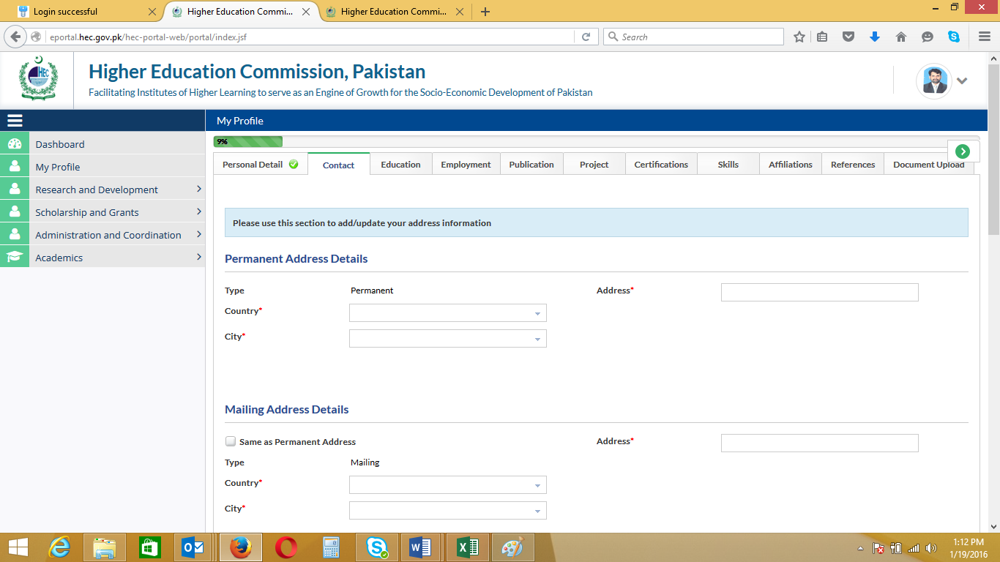 Login successful
Higher Education Commi...
Higher Education Commi...
eportal.hec.gov.pk/hec-portal-web/portal/index.jsf
Search
HEC
Higher Education Commission, Pakistan
Facilitating Institutes of Higher Learning to serve as an Engine of Growth for the Socio-Economic Development of Pakistan
My Profile
Dashboard
My Profile
Research and Development
Scholarship and Grants
Administration and Coordination
Academics
9%
Personal Detail
Contact
Education
Employment
Publication
Project
Certifications
Skills
Affiliations
References
Document Upload
Please use this section to add/update your address information
Permanent Address Details
Type Permanent Address*
Country*
City*
Mailing Address Details
Same as Permanent Address Address*
Type Mailing
Country*
City*
1:12 PM
1/19/2016